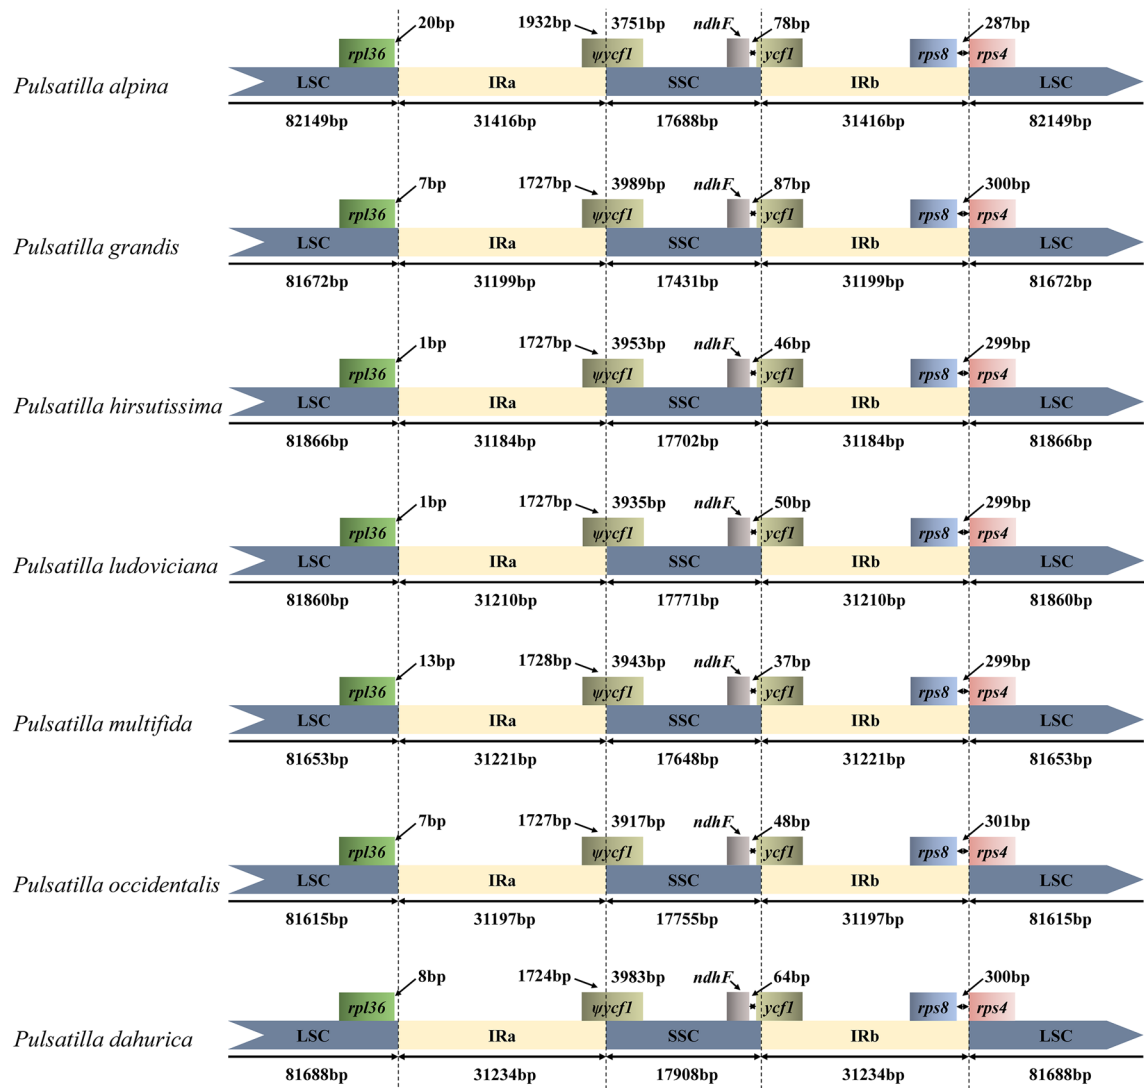 20bp 1932bp 3751bp ndhF 78bp 287bp
rpl36 ψycf1 ycf1 rps8 rps4
Pulsatilla alpina LSC IRa SSC IRb LSC
82149bp 31416bp 17688bp 31416bp 82149bp
7bp 1727bp 3989bp ndhF 87bp 300bp
rpl36 ψycf1 ycf1 rps8 rps4
Pulsatilla grandis LSC IRa SSC IRb LSC
81672bp 31199bp 17431bp 31199bp 81672bp
1bp 1727bp 3953bp ndhF 46bp 299bp
rpl36 ψycf1 ycf1 rps8 rps4
Pulsatilla hirsutissima LSC IRa SSC IRb LSC
81866bp 31184bp 17702bp 31184bp 81866bp
1bp 1727bp 3935bp ndhF 50bp 299bp
rpl36 ψycf1 ycf1 rps8 rps4
Pulsatilla ludoviciana LSC IRa SSC IRb LSC
81860bp 31210bp 17771bp 31210bp 81860bp
13bp 1728bp 3943bp ndhF 37bp 299bp
rpl36 ψycf1 ycf1 rps8 rps4
Pulsatilla multifida LSC IRa SSC IRb LSC
81653bp 31221bp 17648bp 31221bp 81653bp
7bp 1727bp 3917bp ndhF 48bp 301bp
rpl36 ψycf1 ycf1 rps8 rps4
Pulsatilla occidentalis LSC IRa SSC IRb LSC
81615bp 31197bp 17755bp 31197bp 81615bp
8bp 1724bp 3983bp ndhF 64bp 300bp
rpl36 ψycf1 ycf1 rps8 rps4
Pulsatilla dahurica LSC IRa SSC IRb LSC
81688bp 31234bp 17908bp 31234bp 81688bp